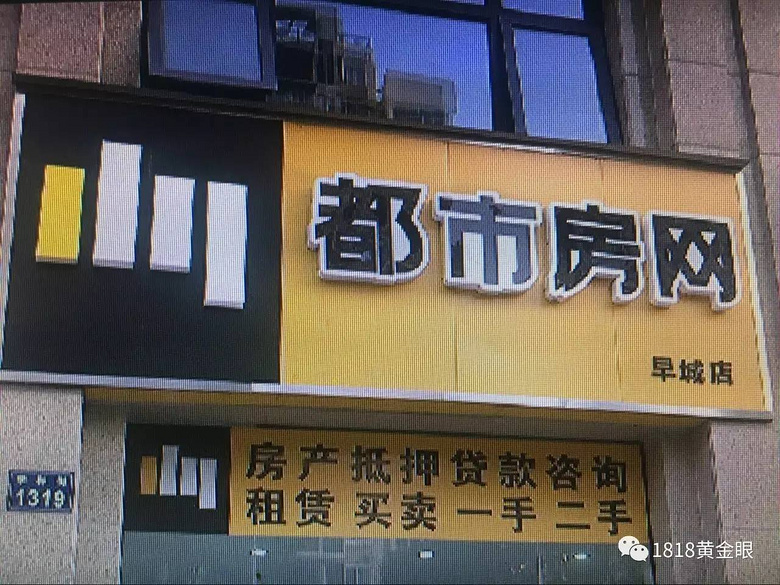 都市房网
早城店
房产抵押贷款咨询
租赁 买卖 一手 二手
1319
1818黄金眼